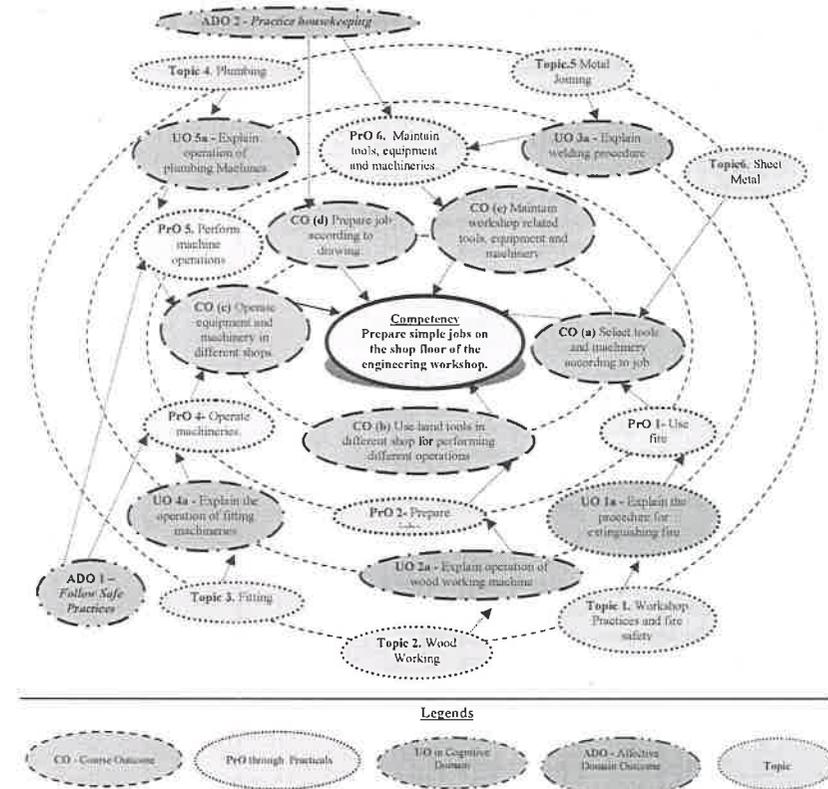 ADO 2 - Practice housekeeping
Topic 4. Plumbing
Topic.5 Metal
Joining
UO 5a - Explain
operation of
plumbing Machines
PrO 6. Maintain
tools, equipment
and machineries.
UO 3a - Explain
welding procedure
Topic6. Sheet
Metal
PrO 5. Perform
machine
operations
CO (d) Prepare job
according to
drawing.
CO (e) Maintain
workshop related
tools, equipment and
machinery
CO (c) Operate
equipment and
machinery in
different shops
Competency
Prepare simple jobs on
the shop floor of the
engineering workshop.
CO (a) Select tools
and machinery
according to job
PrO 4- Operate
machineries.
CO (b) Use hand tools in
different shop for performing
different operations
PrO 1- Use
fire
UO 4a - Explain the
operation of fitting
machineries
PrO 2- Prepare
UO 1a - Explain the
procedure for
extinguishing fire
ADO 1 –
Follow Safe
Practices
Topic 3. Fitting
UO 2a - Explain operation of
wood working machine
Topic 1. Workshop
Practices and fire
safety
Topic 2. Wood
Working
Legends
CO - Course Outcome
PrO through Practicals
UO in Cognitive
Domain
ADO - Affective
Domain Outcome
Topic